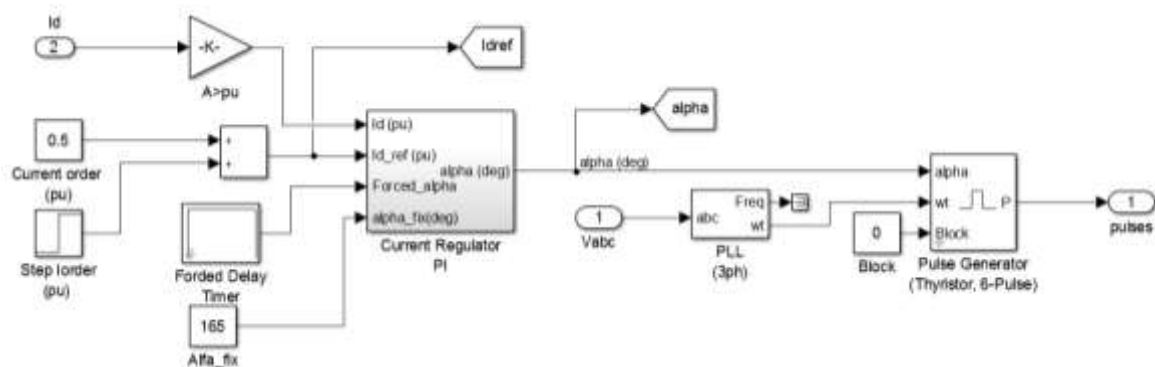 Id
2
-K-
A>pu
Idref
0.5
Current order
(pu)
+
+
Step Iorder
(pu)
Forded Delay
Timer
165
Alfa_fix
Id (pu)
Id_ref (pu)
alpha (deg)
Forced_alpha
alpha_fix(deg)
Current Regulator
PI
alpha
alpha (deg)
1
Vabc
abc
Freq
wt
PLL
(3ph)
0
Block
alpha
wt
P
Block
Pulse Generator
(Thyristor, 6-Pulse)
1
pulses